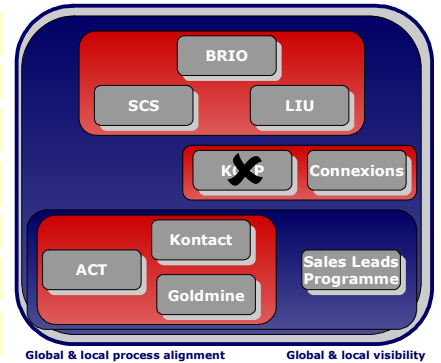 BRIO
SCS
LIU
Connexions
Kontact
ACT
Goldmine
Sales Leads
Programme
Global & local process alignment
Global & local visibility